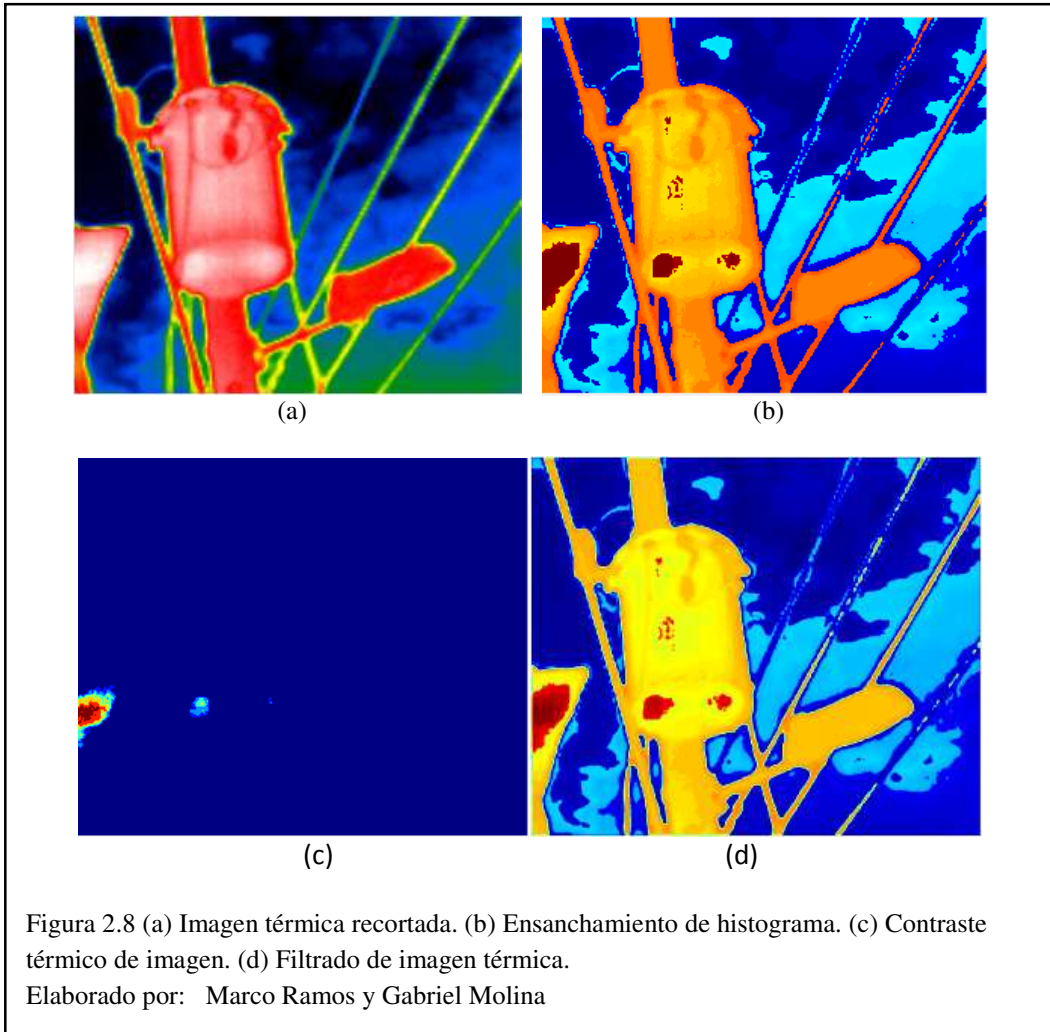 (a)
(b)
(c)
(d)
Figura 2.8 (a) Imagen térmica recortada. (b) Ensanchamiento de histograma. (c) Contraste
térmico de imagen. (d) Filtrado de imagen térmica.
Elaborado por: Marco Ramos y Gabriel Molina